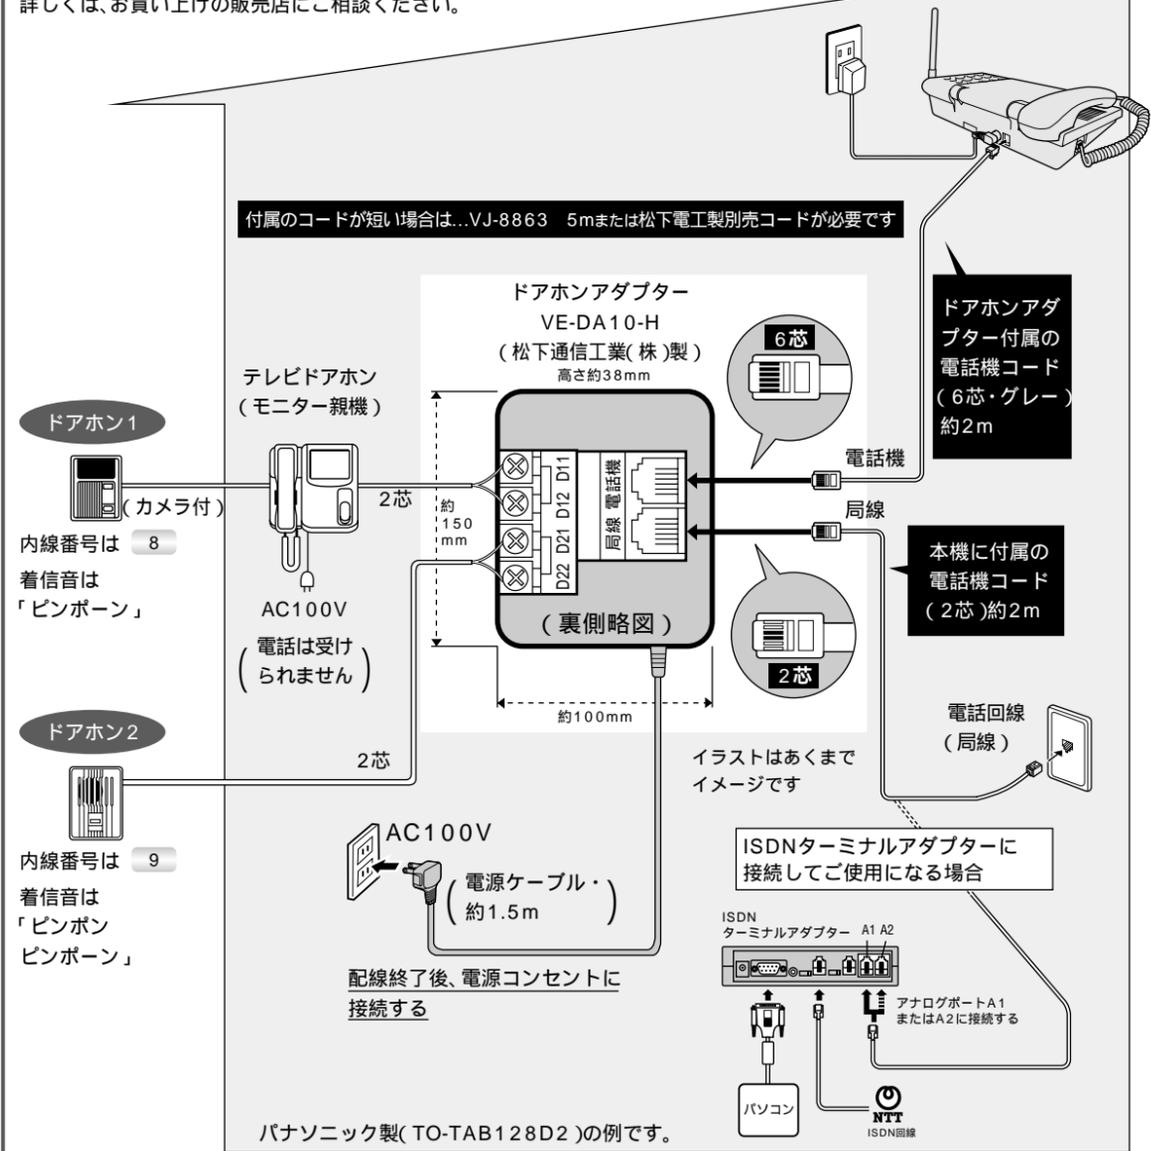 詳しくは､お買い上げの販売店にご相談ください。
付属のコードが短い場合は…VJ-8863　5mまたは松下電工製別売コードが必要です
ドアホンアダプター
VE-DA10-H
(松下通信工業(株)製)
高さ約38mm
6芯
ドアホンアダ
プター付属の
電話機コード
(6芯・グレー)
約2m
テレビドアホン
(モニター親機)
ドアホン1
(カメラ付)
2芯
約
150
mm
D11
D12
D21
D22
電話機
局線
電話機
局線
内線番号は 8
着信音は
｢ピンポーン｣
AC100V
(電話は受け
られません)
(裏側略図)
本機に付属の
電話機コード
(2芯)約2m
2芯
約100mm
ドアホン2
2芯
イラストはあくまで
イメージです
電話回線
(局線)
内線番号は 9
着信音は
｢ピンポン
ピンポーン｣
AC100V
(電源ケーブル・
約1.5m)
配線終了後､電源コンセントに
接続する
ISDNターミナルアダプターに
接続してご使用になる場合
ISDN
ターミナルアダプター
A1 A2
アナログポートA1
またはA2に接続する
パソコン
NTT
ISDN回線
パナソニック製(TO-TAB128D2)の例です。